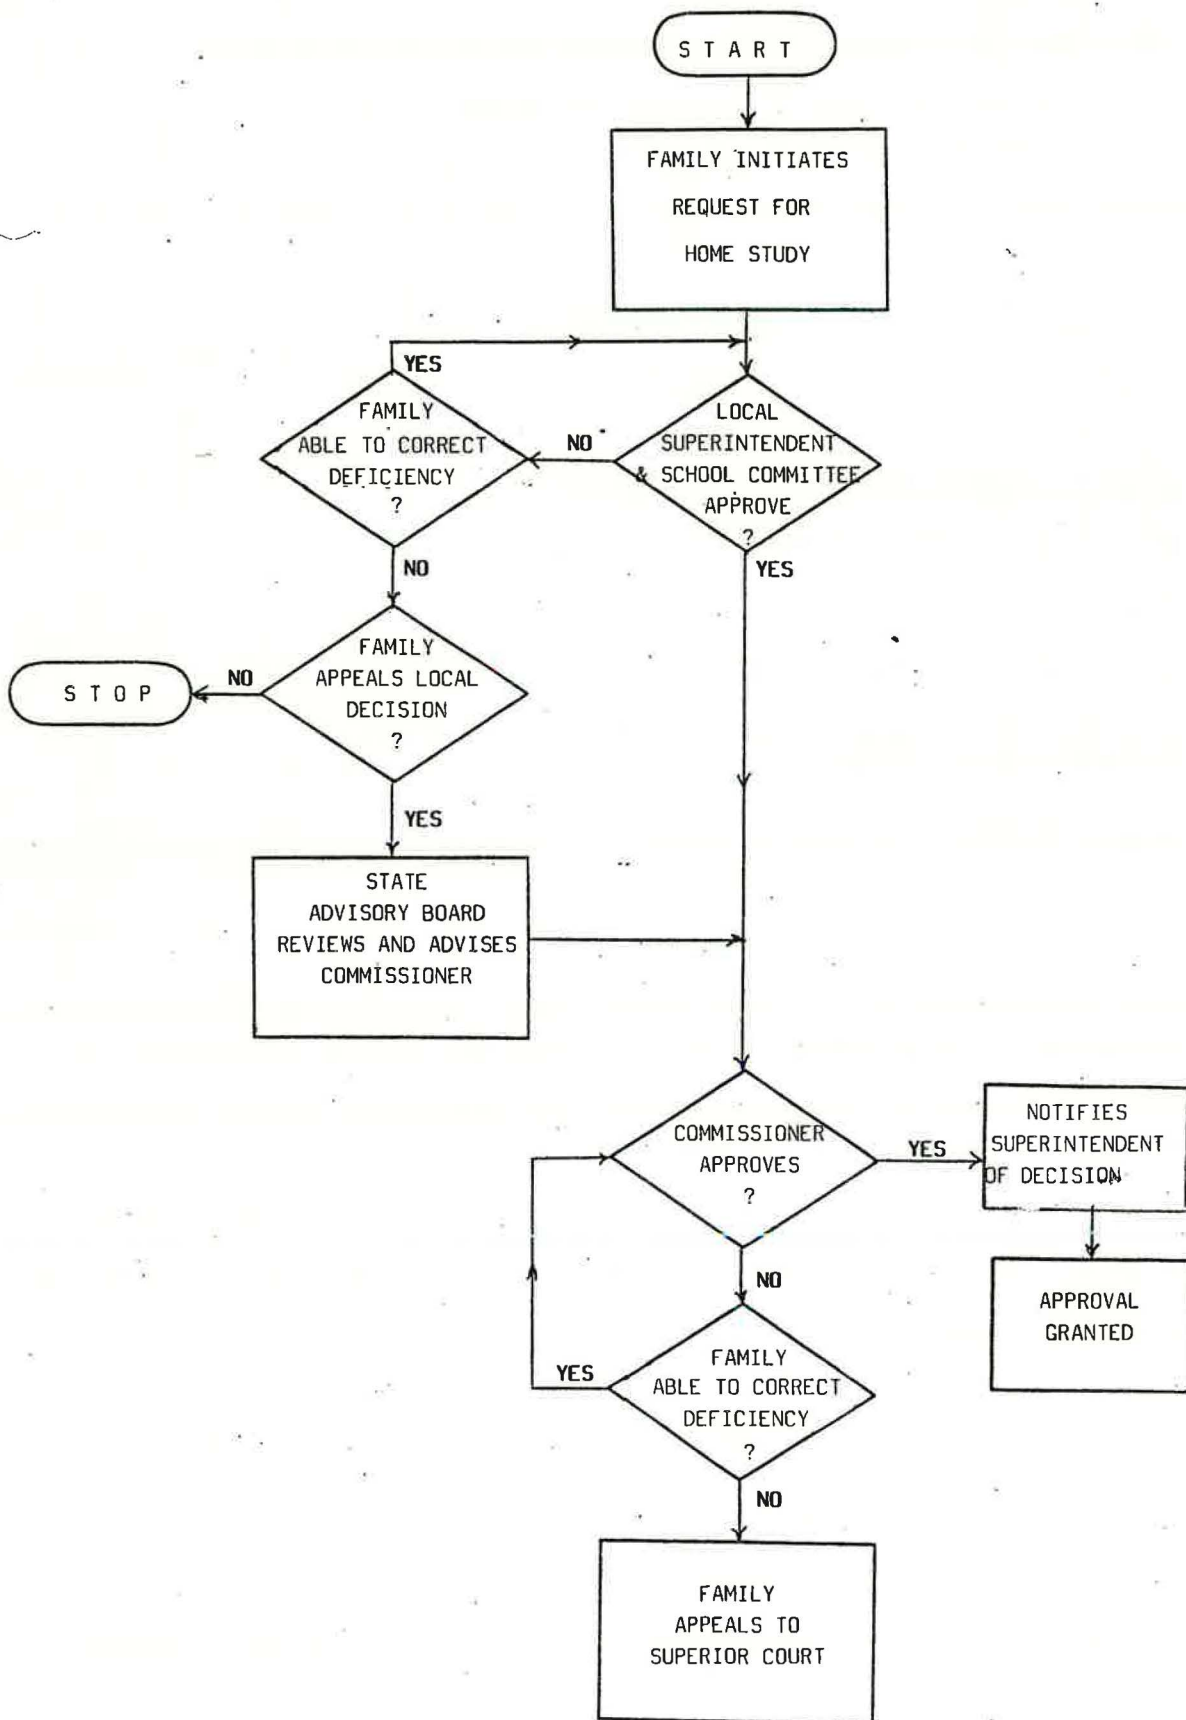 START
FAMILY INITIATES
REQUEST FOR
HOME STUDY
YES
FAMILY
ABLE TO CORRECT
DEFICIENCY
?
NO
LOCAL
SUPERINTENDENT
& SCHOOL COMMITTEE
APPROVE
?
NO
YES
FAMILY
APPEALS LOCAL
DECISION
?
NO
STOP
YES
STATE
ADVISORY BOARD
REVIEWS AND ADVISES
COMMISSIONER
COMMISSIONER
APPROVES
?
YES
NOTIFIES
SUPERINTENDENT
OF DECISION
APPROVAL
GRANTED
NO
FAMILY
ABLE TO CORRECT
DEFICIENCY
?
YES
NO
FAMILY
APPEALS TO
SUPERIOR COURT